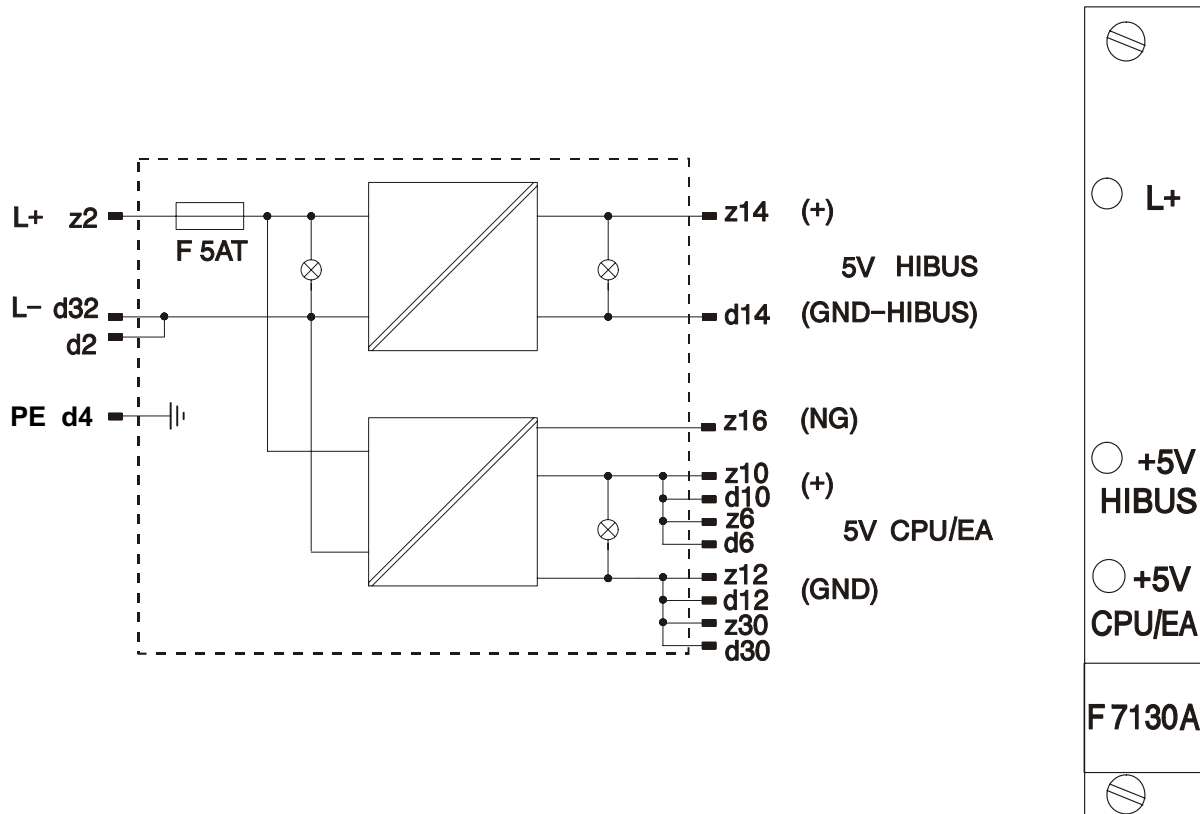 L+ z2
F 5AT
L- d32
d2
PE d4
z14 (+)
5V HIBUS
d14 (GND-HIBUS)
z16 (NG)
z10
d10 (+)
z6
5V CPU/EA
d6
z12
(GND)
d12
z30
d30
L+
+5V
HIBUS
+5V
CPU/EA
F 7130A